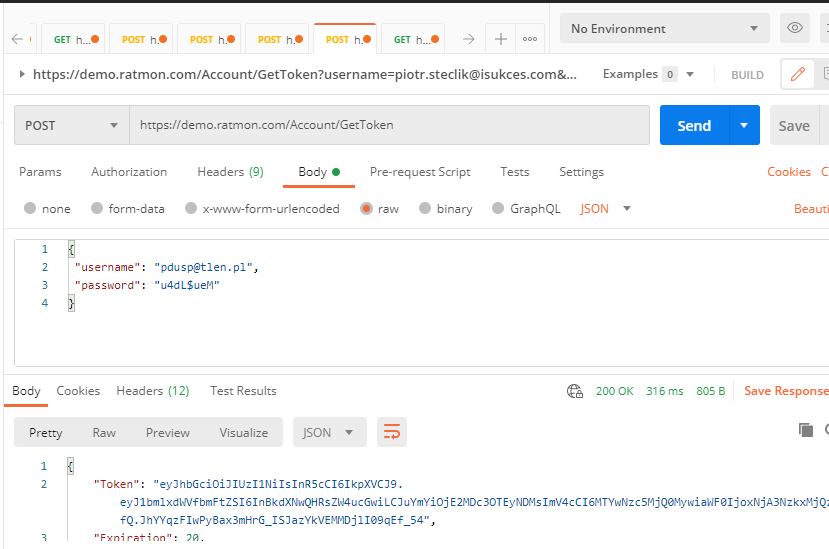 GET h... POST h. POST h. POST h. POST h. GET h... No Environment
https://demo.ratmon.com/Account/GetToken?username=piotr.steclik@isukces.com&... Examples 0 BUILD
POST https://demo.ratmon.com/Account/GetToken Send Save
Params Authorization Headers (9) Body Pre-request Script Tests Settings Cookies C
none form-data x-www-form-urlencoded raw binary GraphQL JSON Beauti
1 {
2 "username": "pdusp@tlen.pl",
3 "password": "u4dL$ueM"
4 }
Body Cookies Headers (12) Test Results 200 OK 316 ms 805 B Save Response
Pretty Raw Preview Visualize JSON
1 {
2 "Token": "eyJhbGciOiJIUzI1NiIsInR5cCI6IkpXVCJ9.
eyJ1bmlxdWVfbmFtZSI6InBkdXNwQHRsZW4ucGwiLCJuYmYiOjE2MDc3OTEyNDMsImV4cCI6MTYwNzc5MjQ0MywiaWF0IjoxNjA3NzkxMjQz
fQ.JhYYqzFIwPyBax3mHrG_ISJazYkVEMMDjlI09qEf_54",
3 "Expiration": 20,